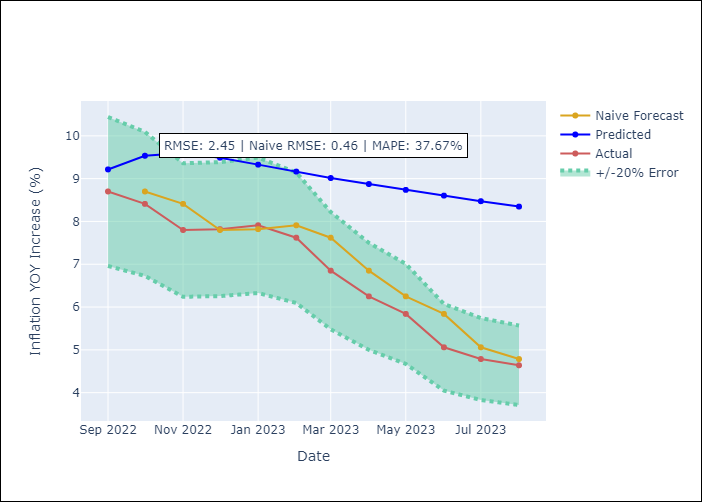 RMSE: 2.45 | Naive RMSE: 0.46 | MAPE: 37.67%
Naive Forecast
Predicted
Actual
+/-20% Error
Inflation YOY Increase (%)
10
9
8
7
6
5
4
Sep 2022
Nov 2022
Jan 2023
Mar 2023
May 2023
Jul 2023
Date